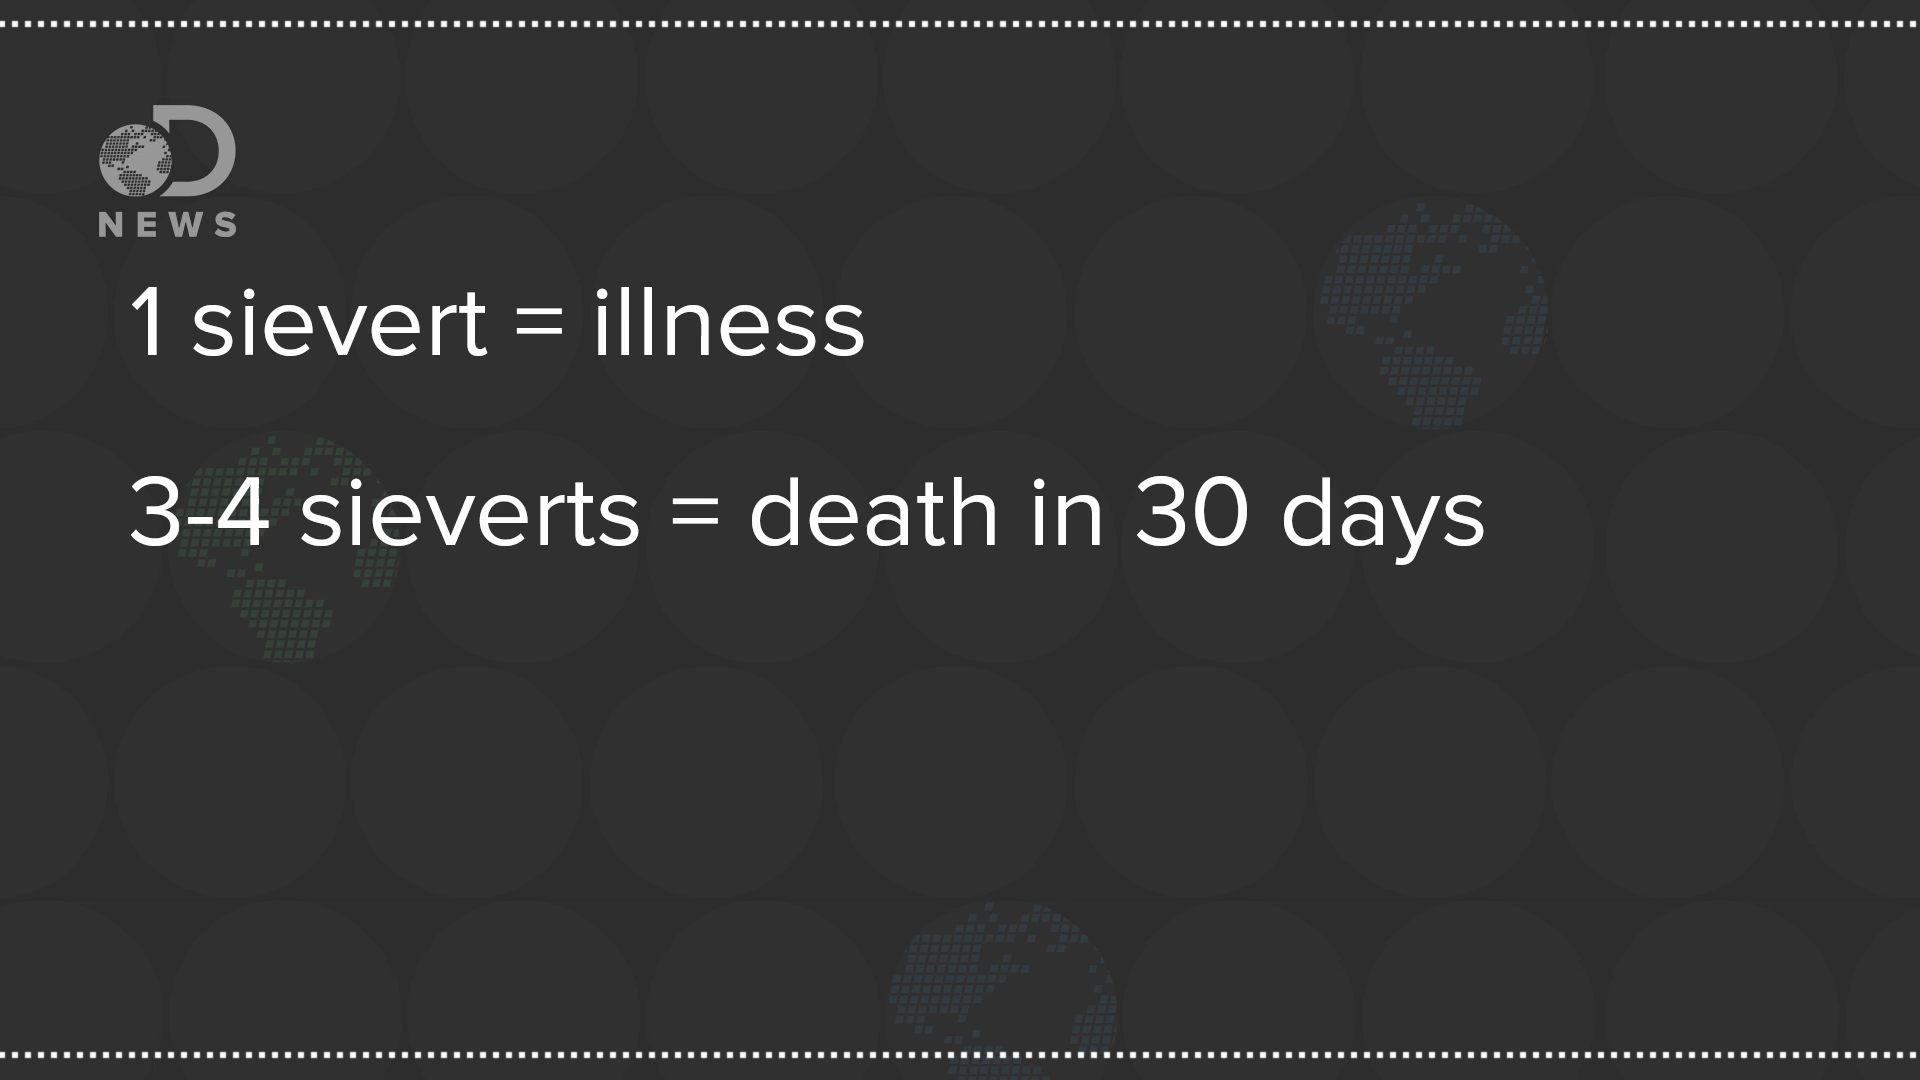 D
NEWS
1 sievert = illness
3-4 sieverts = death in 30 days